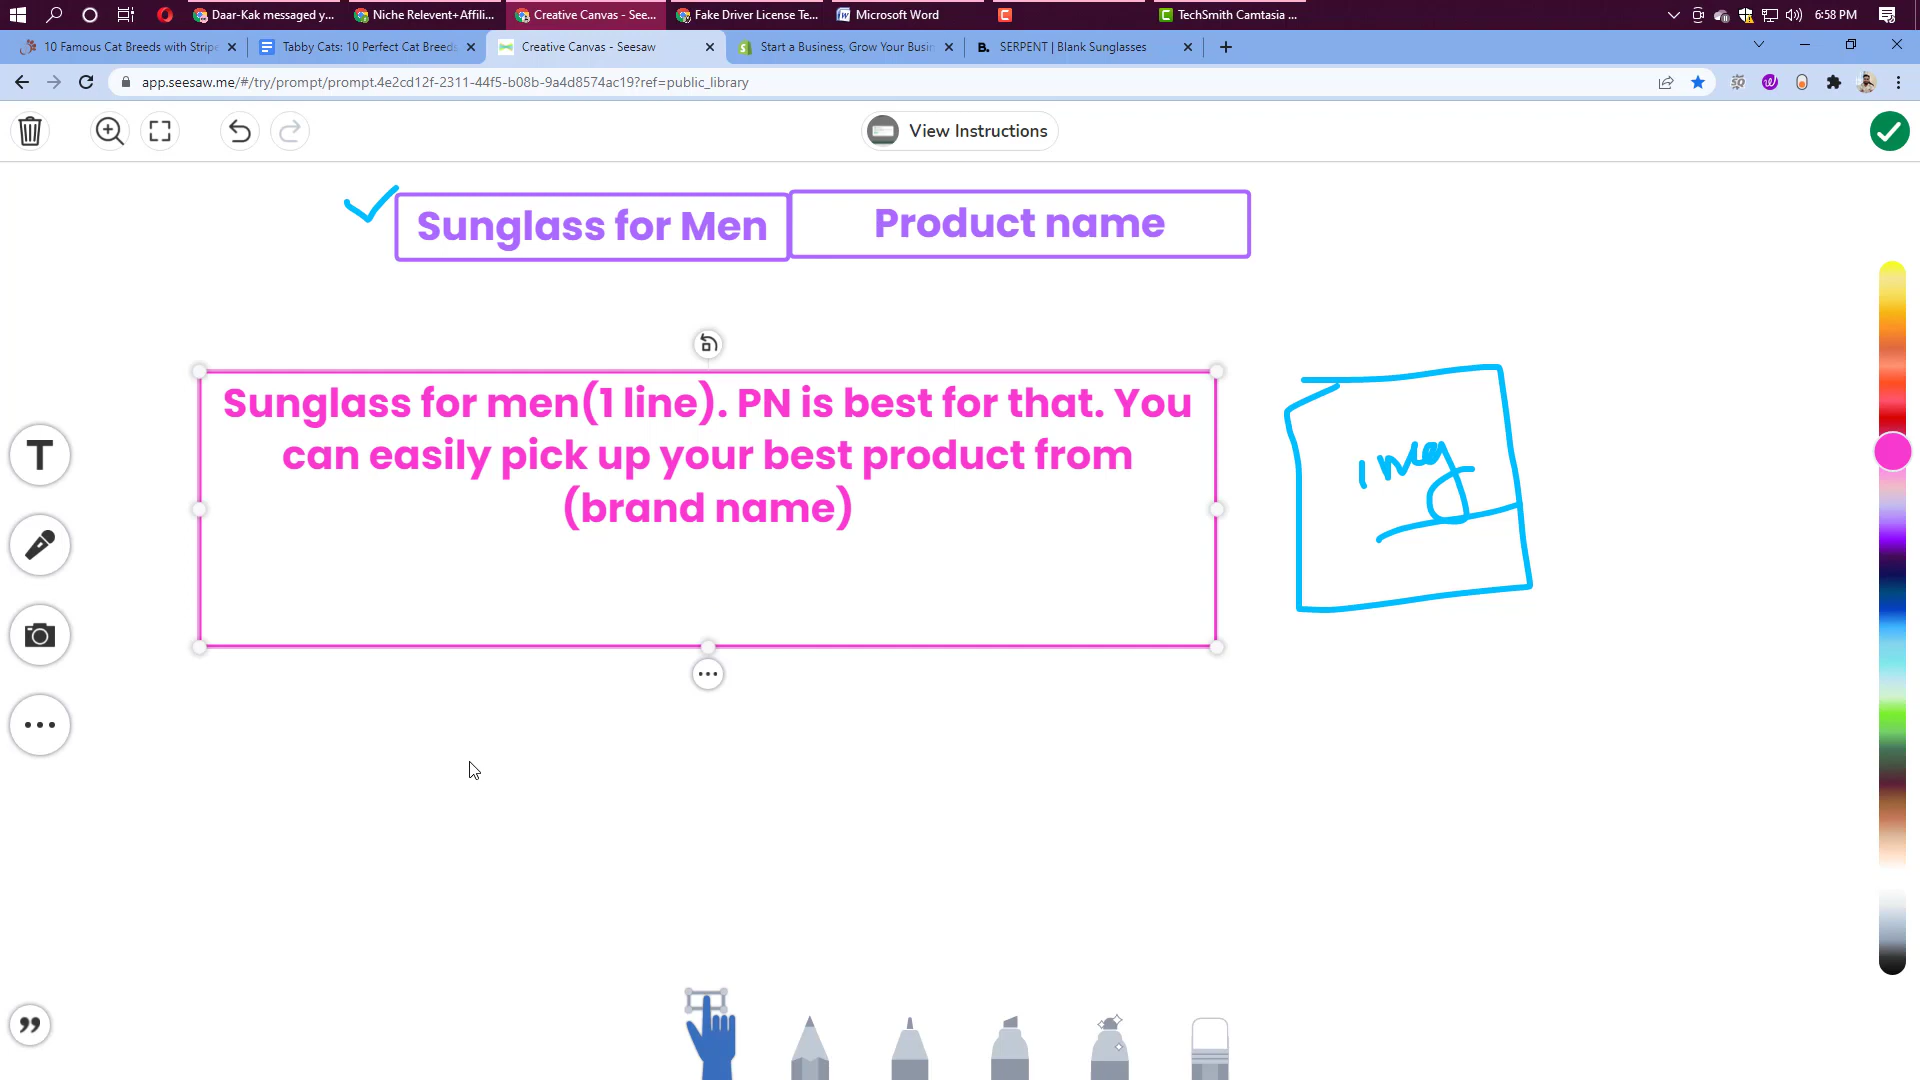 Daar-Kak messaged y...
Niche Relevent+Affili...
Creative Canvas - See...
Fake Driver License Te...
Microsoft Word
TechSmith Camtasia ...
6:58 PM
10 Famous Cat Breeds with Stripe
Tabby Cats: 10 Perfect Cat Breeds
Creative Canvas - Seesaw
Start a Business, Grow Your Busin
B. SERPENT | Blank Sunglasses
app.seesaw.me/#/try/prompt/prompt.4e2cd12f-2311-44f5-b08b-9a4d8574ac19?ref=public_library
View Instructions
Sunglass for Men
Product name
Sunglass for men(1 line). PN is best for that. You
can easily pick up your best product from
(brand name)
img
T